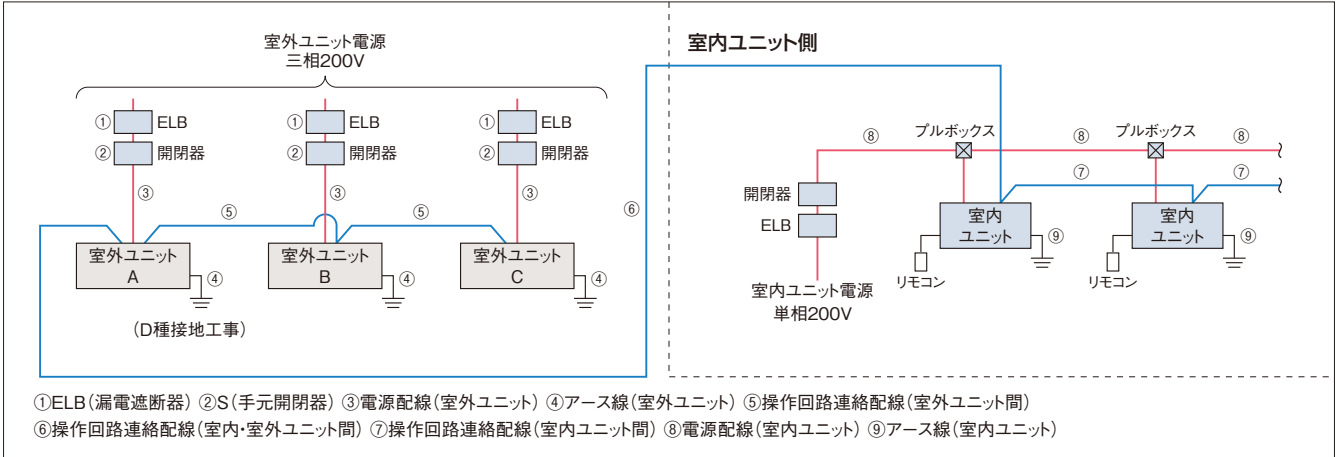 室外ユニット電源
三相200V
① ELB ① ELB ① ELB
② 開閉器 ② 開閉器 ② 開閉器
③ ③ ③
⑤ ⑤ ⑥
室外ユニット
A
室外ユニット
B
室外ユニット
C
④ ④ ④
(D種接地工事)
室内ユニット側
⑧ プルボックス ⑧ プルボックス ⑧
⑦ ⑦
開閉器
ELB
室内ユニット電源
単相200V
室内
ユニット
⑨
リモコン
室内
ユニット
⑨
リモコン
①ELB(漏電遮断器) ②S(手元開閉器) ③電源配線(室外ユニット) ④アース線(室外ユニット) ⑤操作回路連絡配線(室外ユニット間)
⑥操作回路連絡配線(室内・室外ユニット間) ⑦操作回路連絡配線(室内ユニット間) ⑧電源配線(室内ユニット) ⑨アース線(室内ユニット)